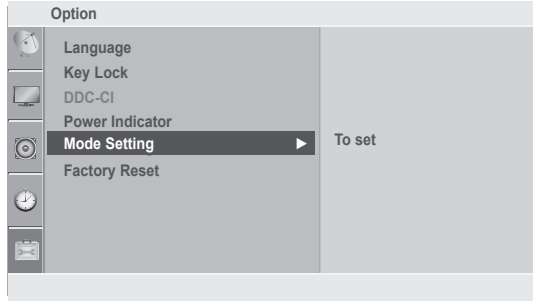 Option
Language
Key Lock
DDC-CI
Power Indicator
Mode Setting
To set
Factory Reset